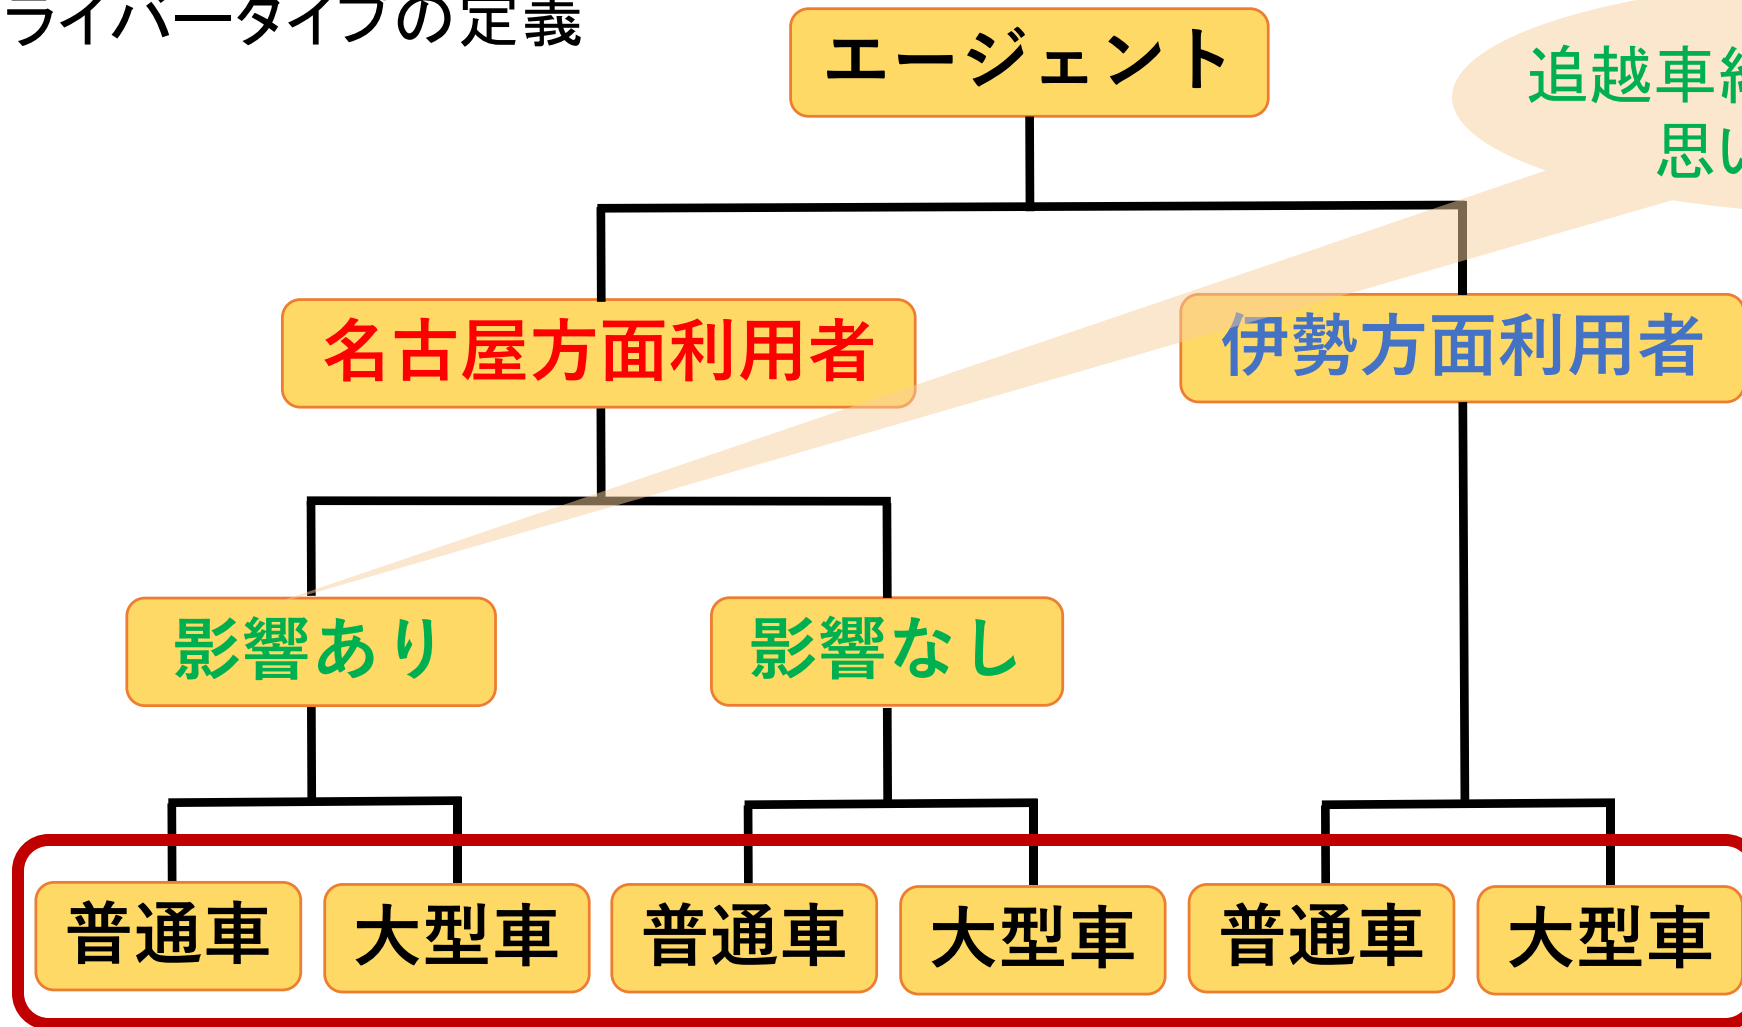 ライバータイプの定義
エージェント
追越車
思い
名古屋方面利用者
伊勢方面利用者
影響あり
影響なし
普通車
大型車
普通車
大型車
普通車
大型車